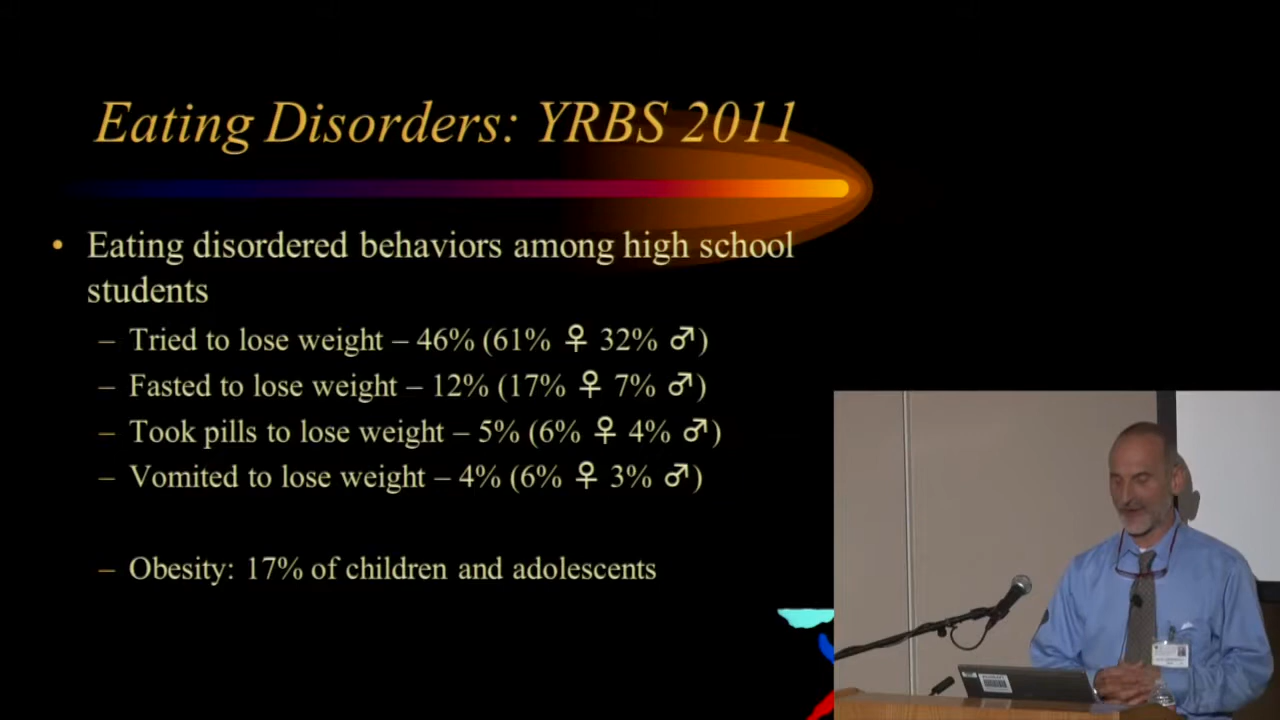 Eating Disorders: YRBS 2011
• Eating disordered behaviors among high school
students
– Tried to lose weight – 46% (61% ♀ 32% ♂)
– Fasted to lose weight – 12% (17% ♀ 7% ♂)
– Took pills to lose weight – 5% (6% ♀ 4% ♂)
– Vomited to lose weight – 4% (6% ♀ 3% ♂)
– Obesity: 17% of children and adolescents